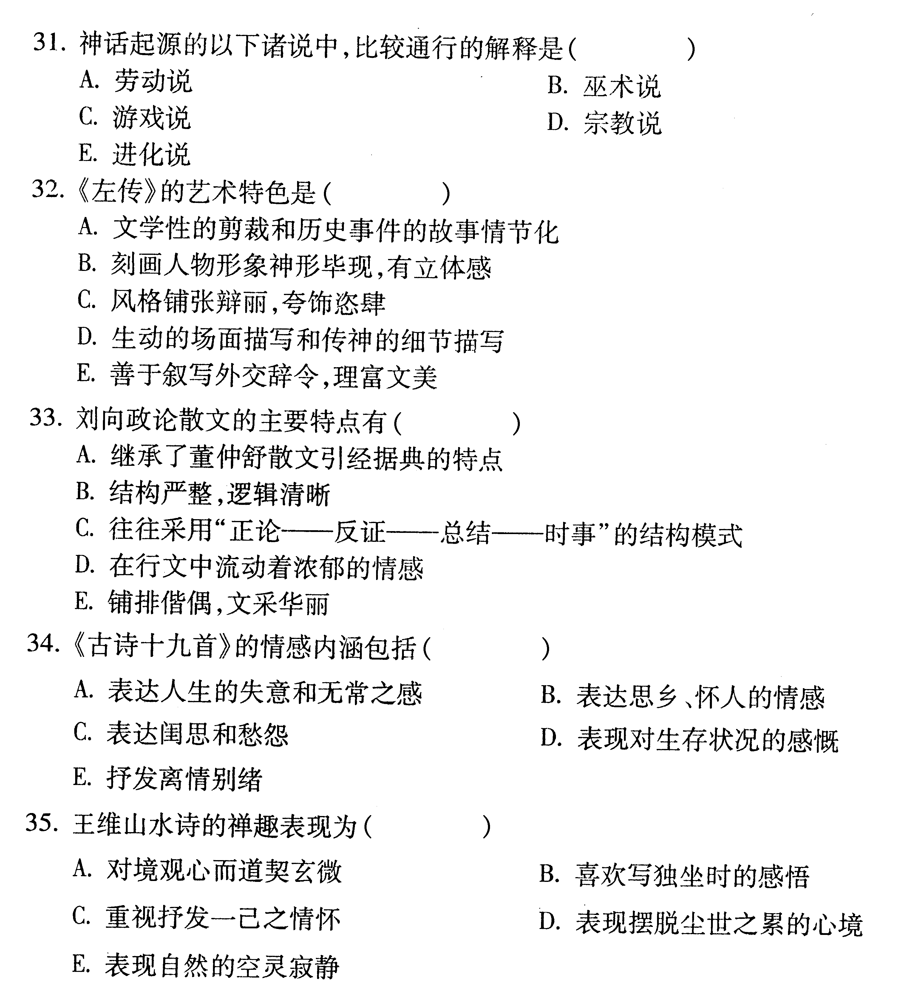 31. 神话起源的以下诸说中,比较通行的解释是(　　)
A. 劳动说　　B. 巫术说
C. 游戏说　　D. 宗教说
E. 进化说
32.《左传》的艺术特色是(　　)
A. 文学性的剪裁和历史事件的故事情节化
B. 刻画人物形象神形毕现,有立体感
C. 风格铺张辩丽,夸饰恣肆
D. 生动的场面描写和传神的细节描写
E. 善于叙写外交辞令,理富文美
33. 刘向政论散文的主要特点有(　　)
A. 继承了董仲舒散文引经据典的特点
B. 结构严整,逻辑清晰
C. 往往采用“正论——反证——总结——时事”的结构模式
D. 在行文中流动着浓郁的情感
E. 铺排偕偶,文采华丽
34.《古诗十九首》的情感内涵包括(　　)
A. 表达人生的失意和无常之感　　B. 表达思乡、怀人的情感
C. 表达闺思和愁怨　　D. 表现对生存状况的感慨
E. 抒发离情别绪
35. 王维山水诗的禅趣表现为(　　)
A. 对境观心而道契玄微　　B. 喜欢写独坐时的感悟
C. 重视抒发一己之情怀　　D. 表现摆脱尘世之累的心境
E. 表现自然的空灵寂静